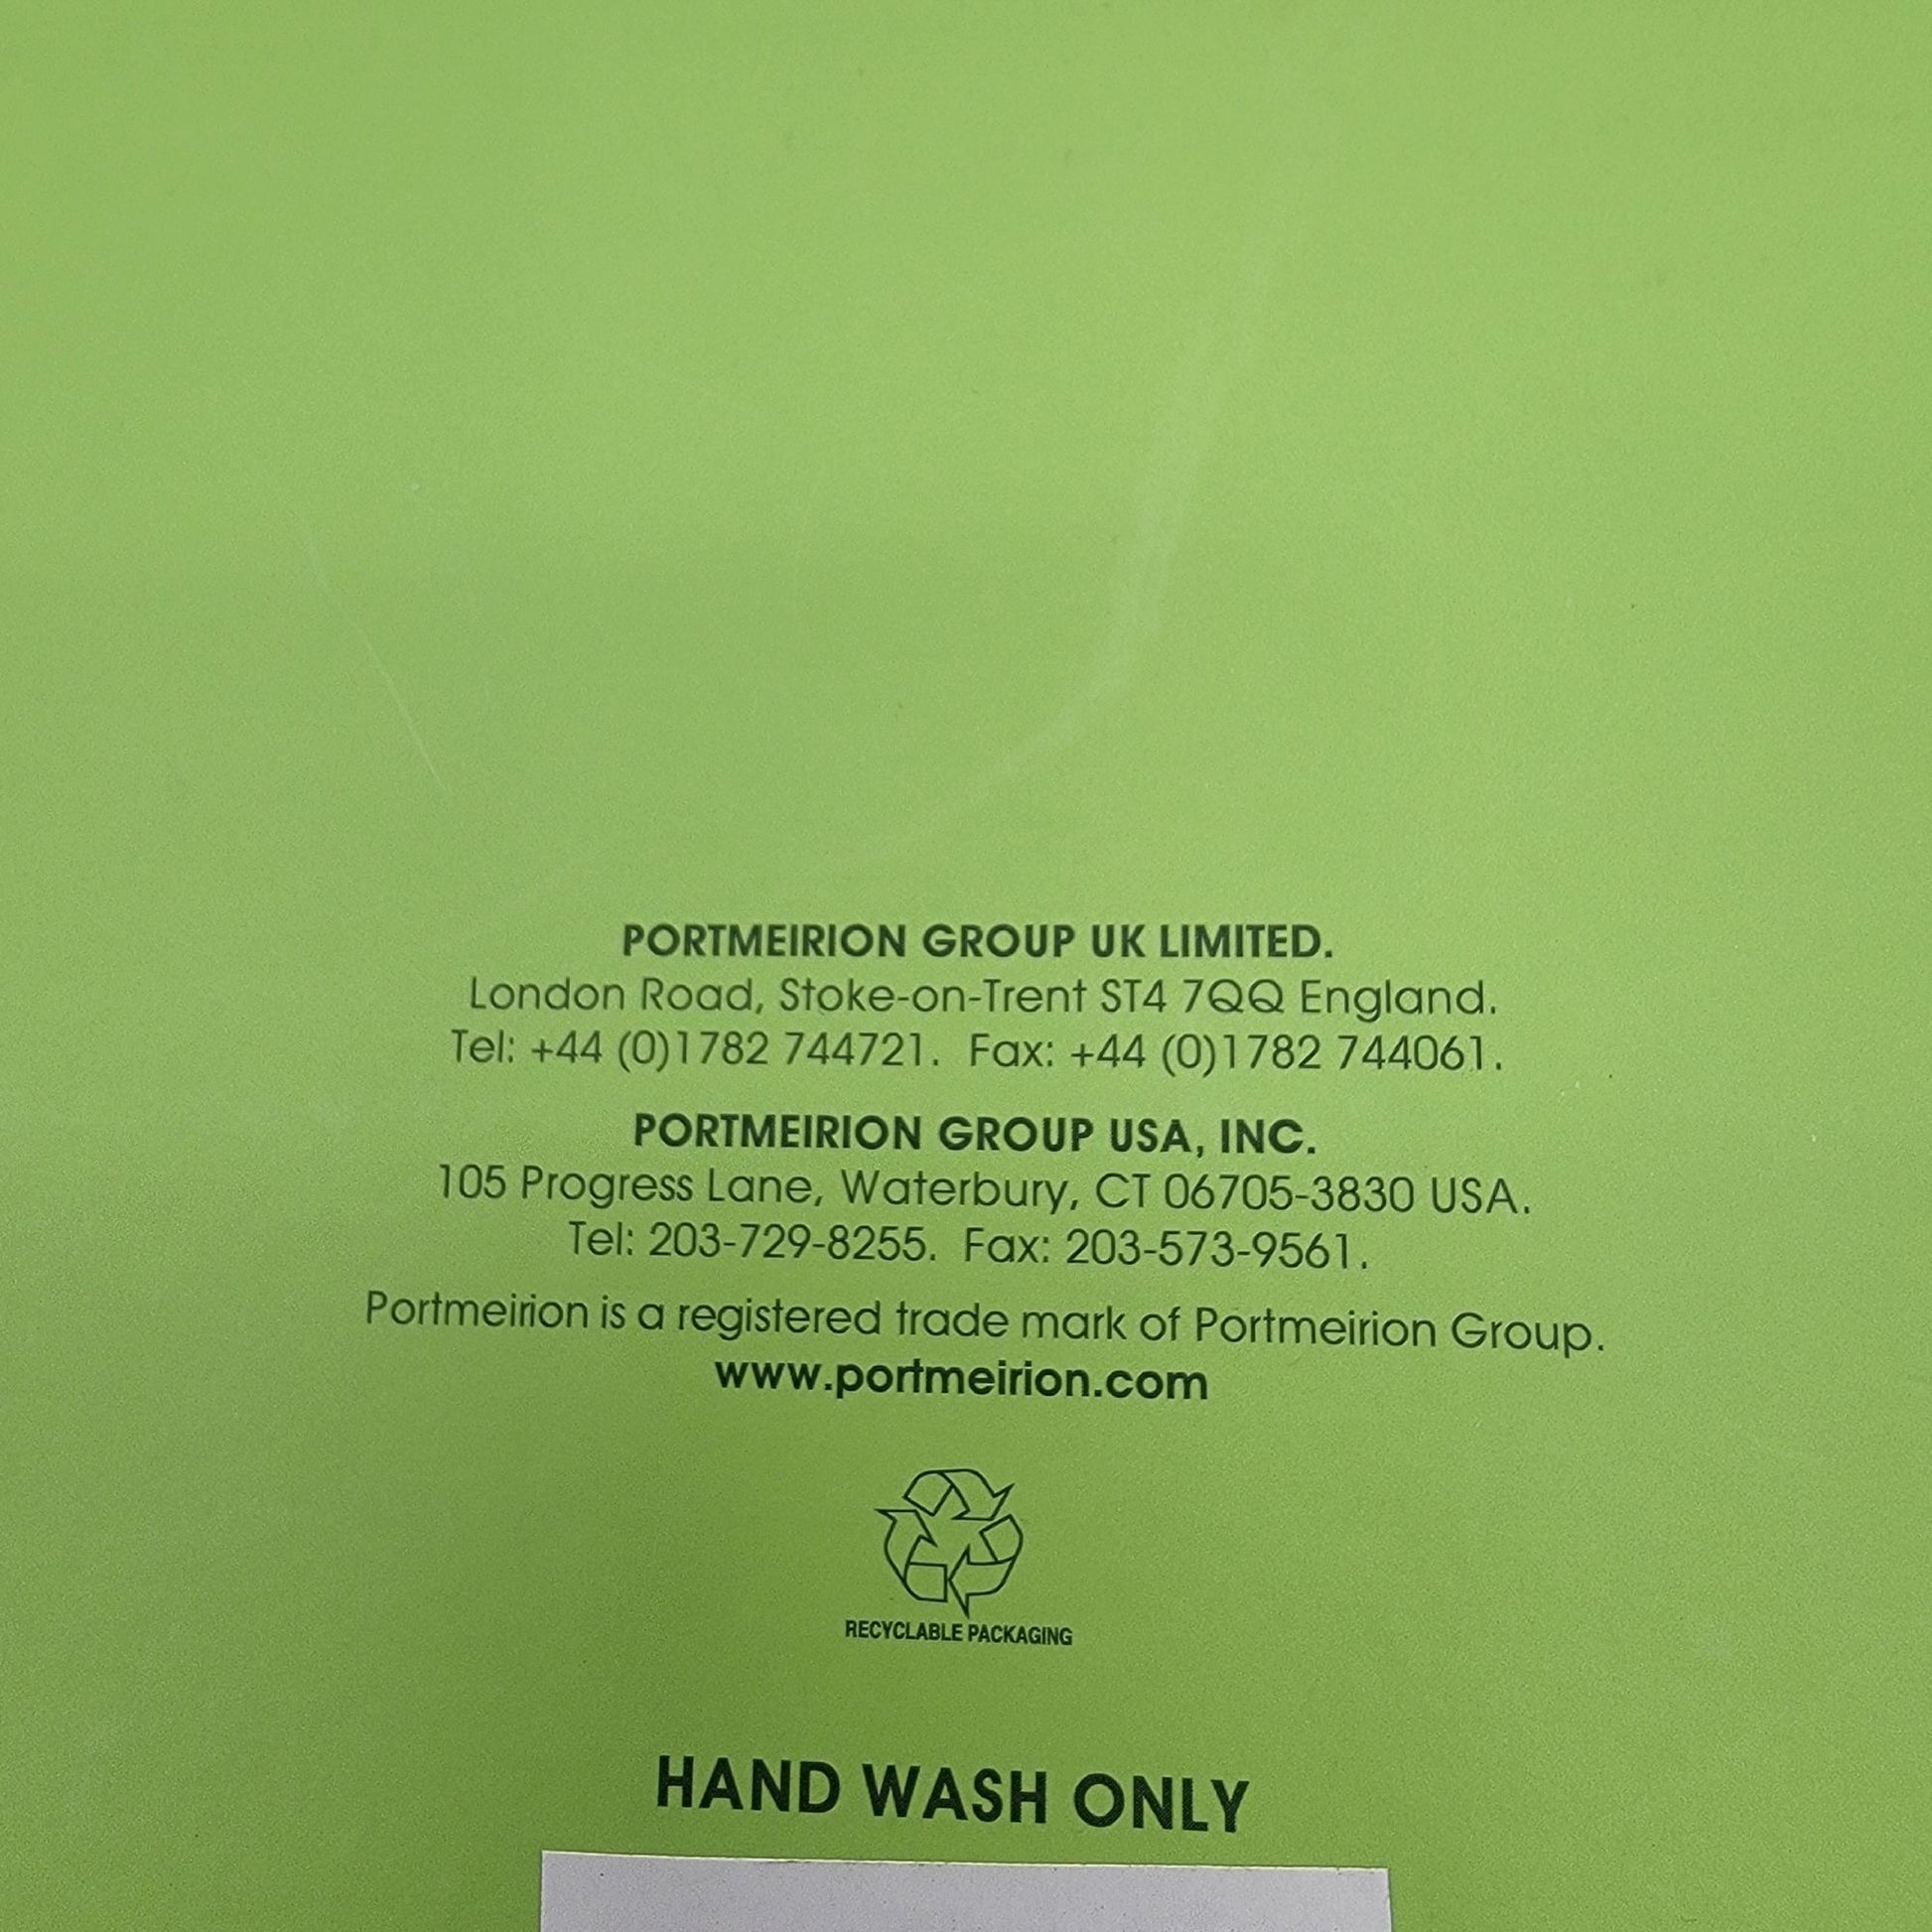 PORTMEIRION GROUP UK LIMITED.
London Road, Stoke-on-Trent ST4 7QQ England.
Tel: +44 (0)1782 744721.  Fax: +44 (0)1782 744061.
PORTMEIRION GROUP USA, INC.
105 Progress Lane, Waterbury, CT 06705-3830 USA.
Tel: 203-729-8255.  Fax: 203-573-9561.
Portmeirion is a registered trade mark of Portmeirion Group.
www.portmeirion.com
RECYCLABLE PACKAGING
HAND WASH ONLY